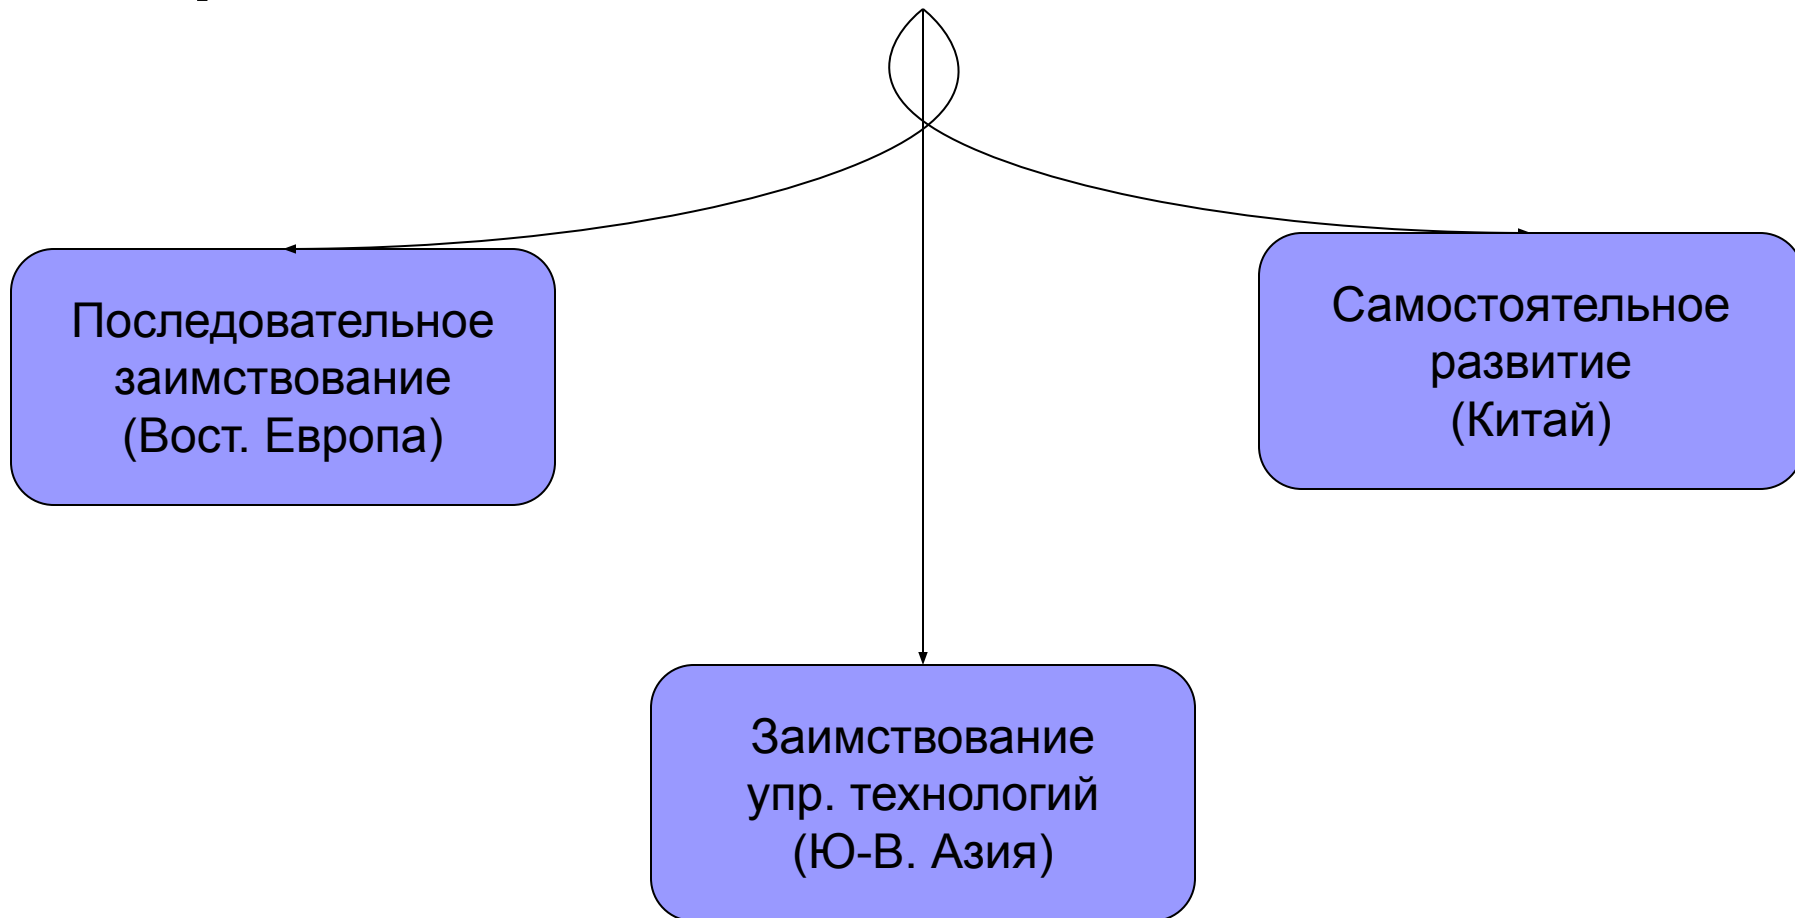 Последовательное
заимствование
(Вост. Европа)
Самостоятельное
развитие
(Китай)
Заимствование
упр. технологий
(Ю-В. Азия)